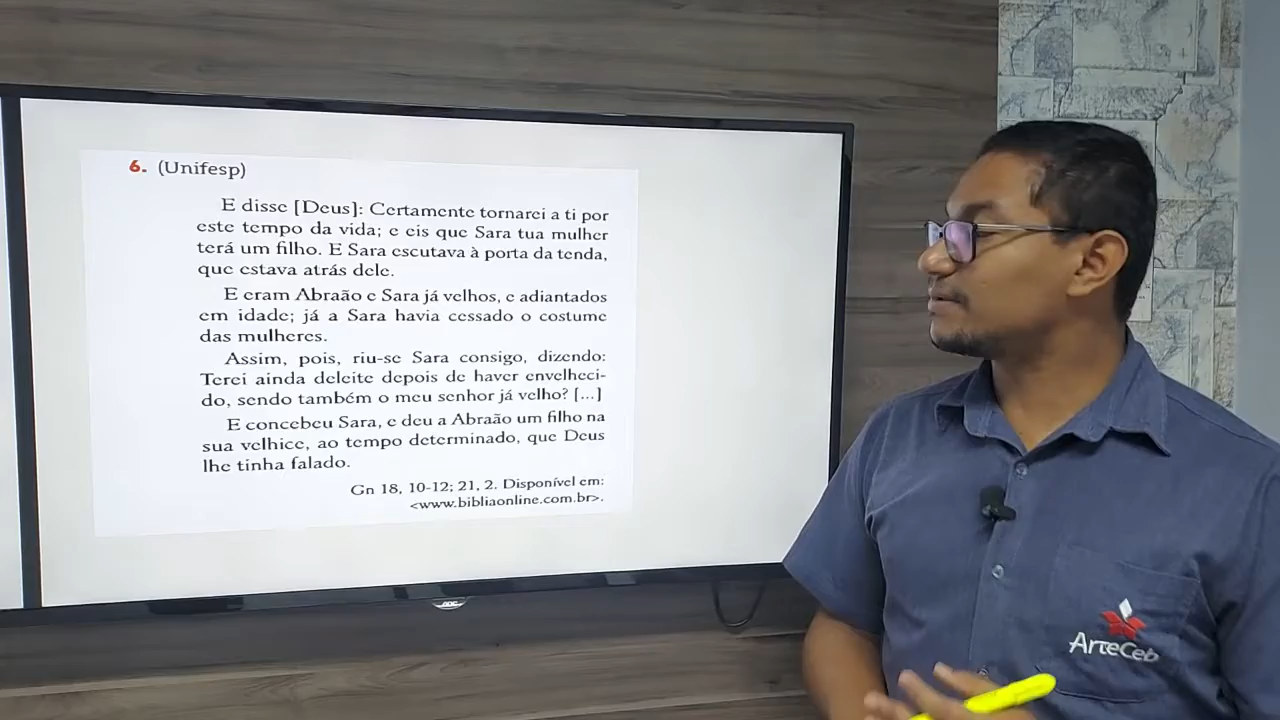 6. (Unifesp)
E disse [Deus]: Certamente tornarei a ti por
este tempo da vida; e eis que Sara tua mulher
terá um filho. E Sara escutava à porta da tenda,
que estava atrás dele.
E eram Abraão e Sara já velhos, e adiantados
em idade; já a Sara havia cessado o costume
das mulheres.
Assim, pois, riu-se Sara consigo, dizendo:
Terei ainda deleite depois de haver envelheci-
do, sendo também o meu senhor já velho? [...]
E concebeu Sara, e deu a Abraão um filho na
sua velhice, ao tempo determinado, que Deus
lhe tinha falado.
Gn 18, 10-12; 21, 2. Disponível em:
<www.bibliaonline.com.br>.
AOC
ArteCeb